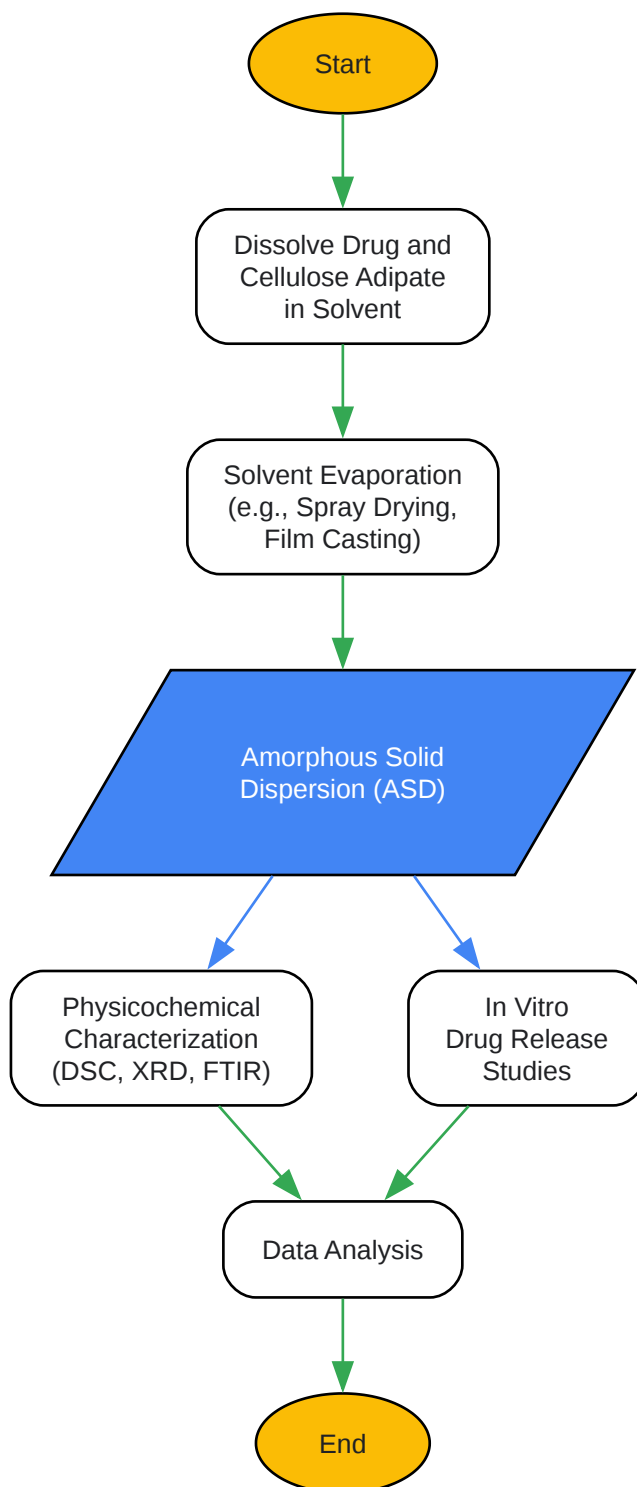 Start
Dissolve Drug and
Cellulose Adipate
in Solvent
Solvent Evaporation
(e.g., Spray Drying,
Film Casting)
Amorphous Solid
Dispersion (ASD)
Physicochemical
Characterization
(DSC, XRD, FTIR)
In Vitro
Drug Release
Studies
Data Analysis
End